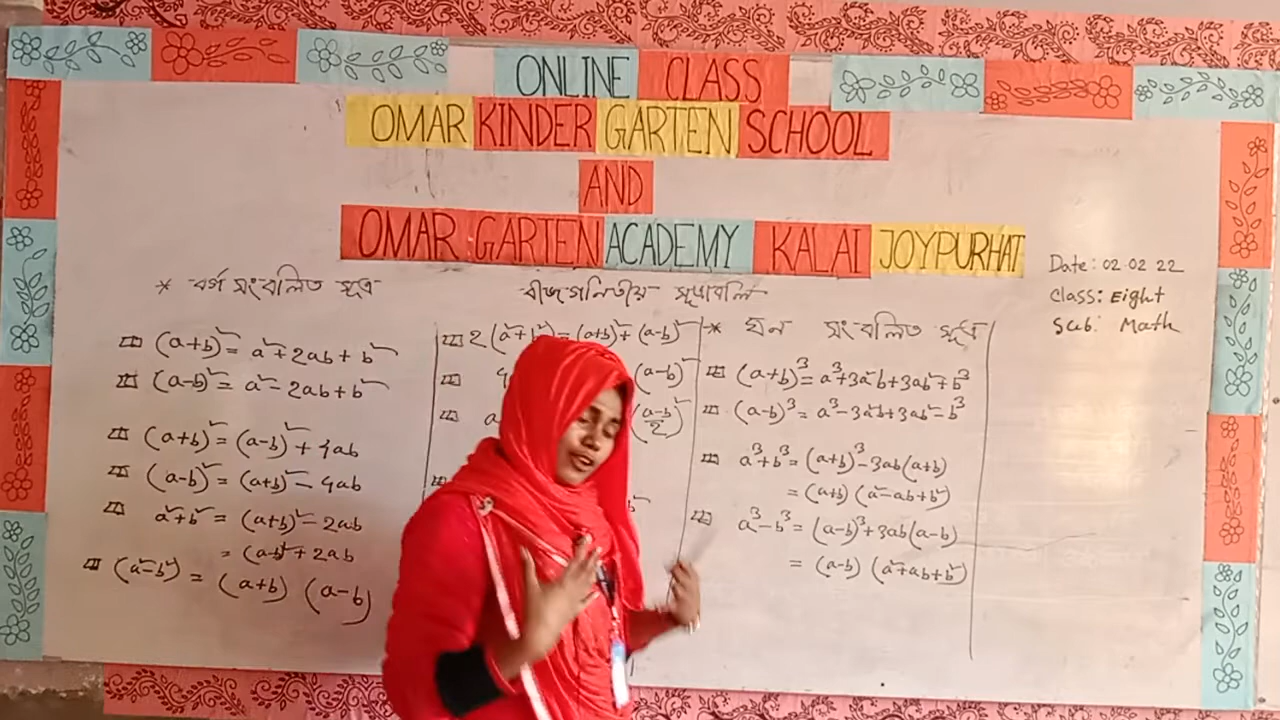 ONLINE CLASS
OMAR KINDER GARTEN SCHOOL
AND
OMAR GARTEN ACADEMY KALAI JOYPURHAT
Date: 02.02.22
Class: Eight
Sub: Math
বীজগণিতীয় সূত্রাবলি
* বর্গ সংবলিত সূত্র
(a+b)² = a²+2ab+b²
(a-b)² = a²-2ab+b²
(a+b)² = (a-b)²+4ab
(a-b)² = (a+b)²-4ab
a²+b² = (a+b)²-2ab
= (a-b)²+2ab
(a²-b²) = (a+b) (a-b)
2(a²+b²) = (a+b)²+(a-b)²
4
(a-b)²
a
(a-b/2)²
* ঘন সংবলিত সূত্র
(a+b)³ = a³+3a²b+3ab²+b³
(a-b)³ = a³-3a²b+3ab²-b³
a³+b³ = (a+b)³-3ab(a+b)
= (a+b) (a²-ab+b²)
a³-b³ = (a-b)³+3ab(a-b)
= (a-b) (a²+ab+b²)